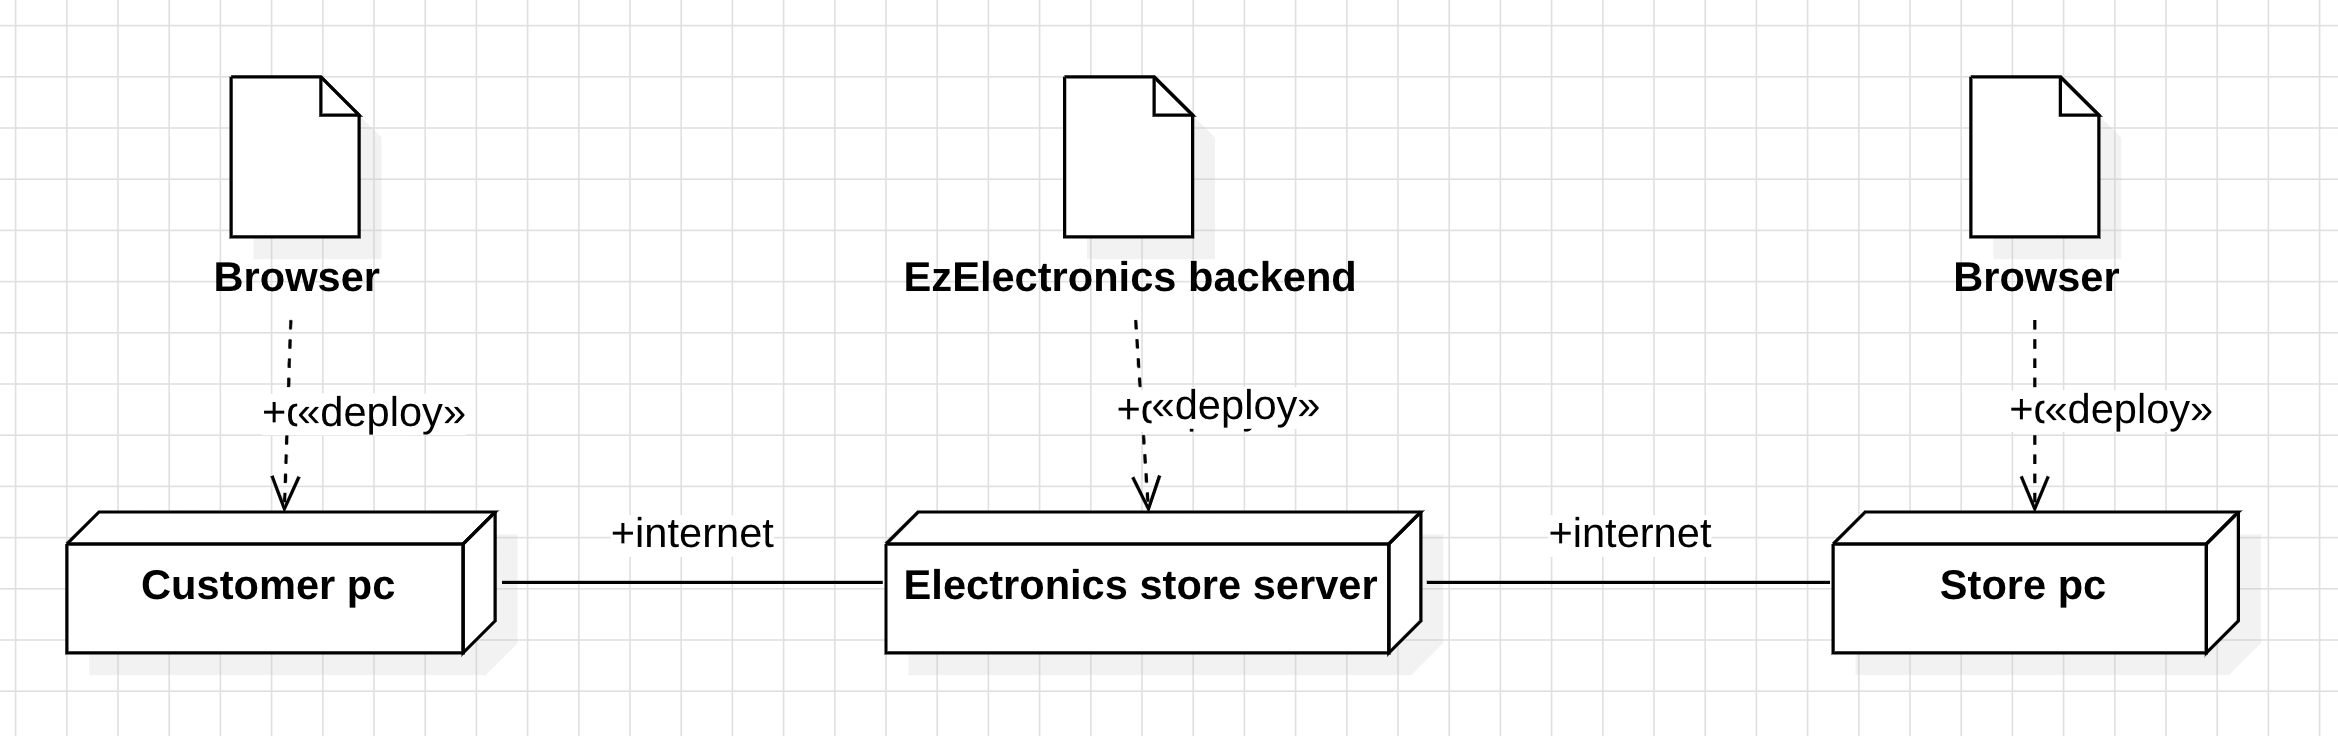 Browser
EzElectronics backend
Browser
«deploy»
«deploy»
«deploy»
+internet
+internet
Customer pc
Electronics store server
Store pc